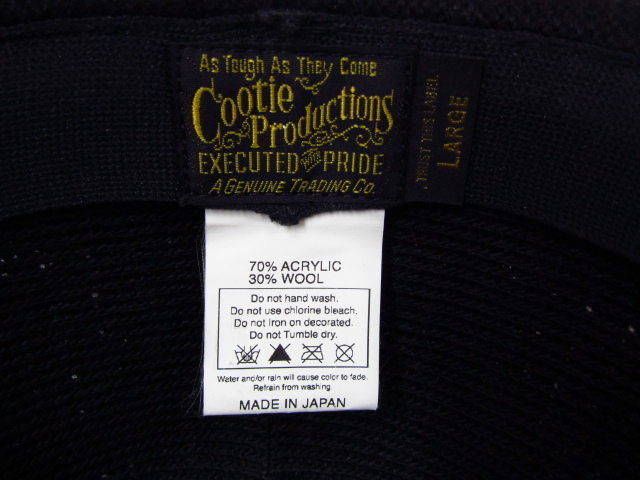 As Tough As They Come
Cootie
Productions
EXECUTED WITH PRIDE
A GENUINE TRADING CO.
TRUST THIS LABEL
LARGE
70% ACRYLIC
30% WOOL
Do not hand wash.
Do not use chlorine bleach.
Do not Iron on decorated.
Do not Tumble dry.
Water and/or rain will cause color to fade.
Refrain from washing
MADE IN JAPAN